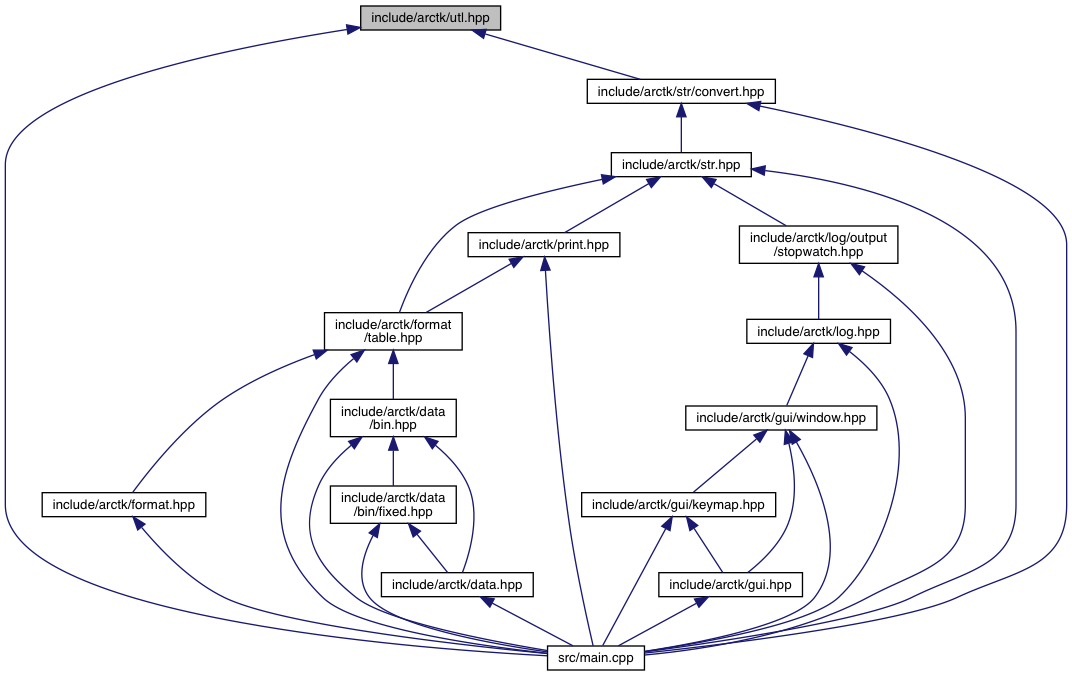 include/arctk/utl.hpp
include/arctk/str/convert.hpp
include/arctk/str.hpp
include/arctk/print.hpp
include/arctk/log/output
/stopwatch.hpp
include/arctk/format
/table.hpp
include/arctk/log.hpp
include/arctk/data
/bin.hpp
include/arctk/gui/window.hpp
include/arctk/format.hpp
include/arctk/data
/bin/fixed.hpp
include/arctk/gui/keymap.hpp
include/arctk/data.hpp
include/arctk/gui.hpp
src/main.cpp